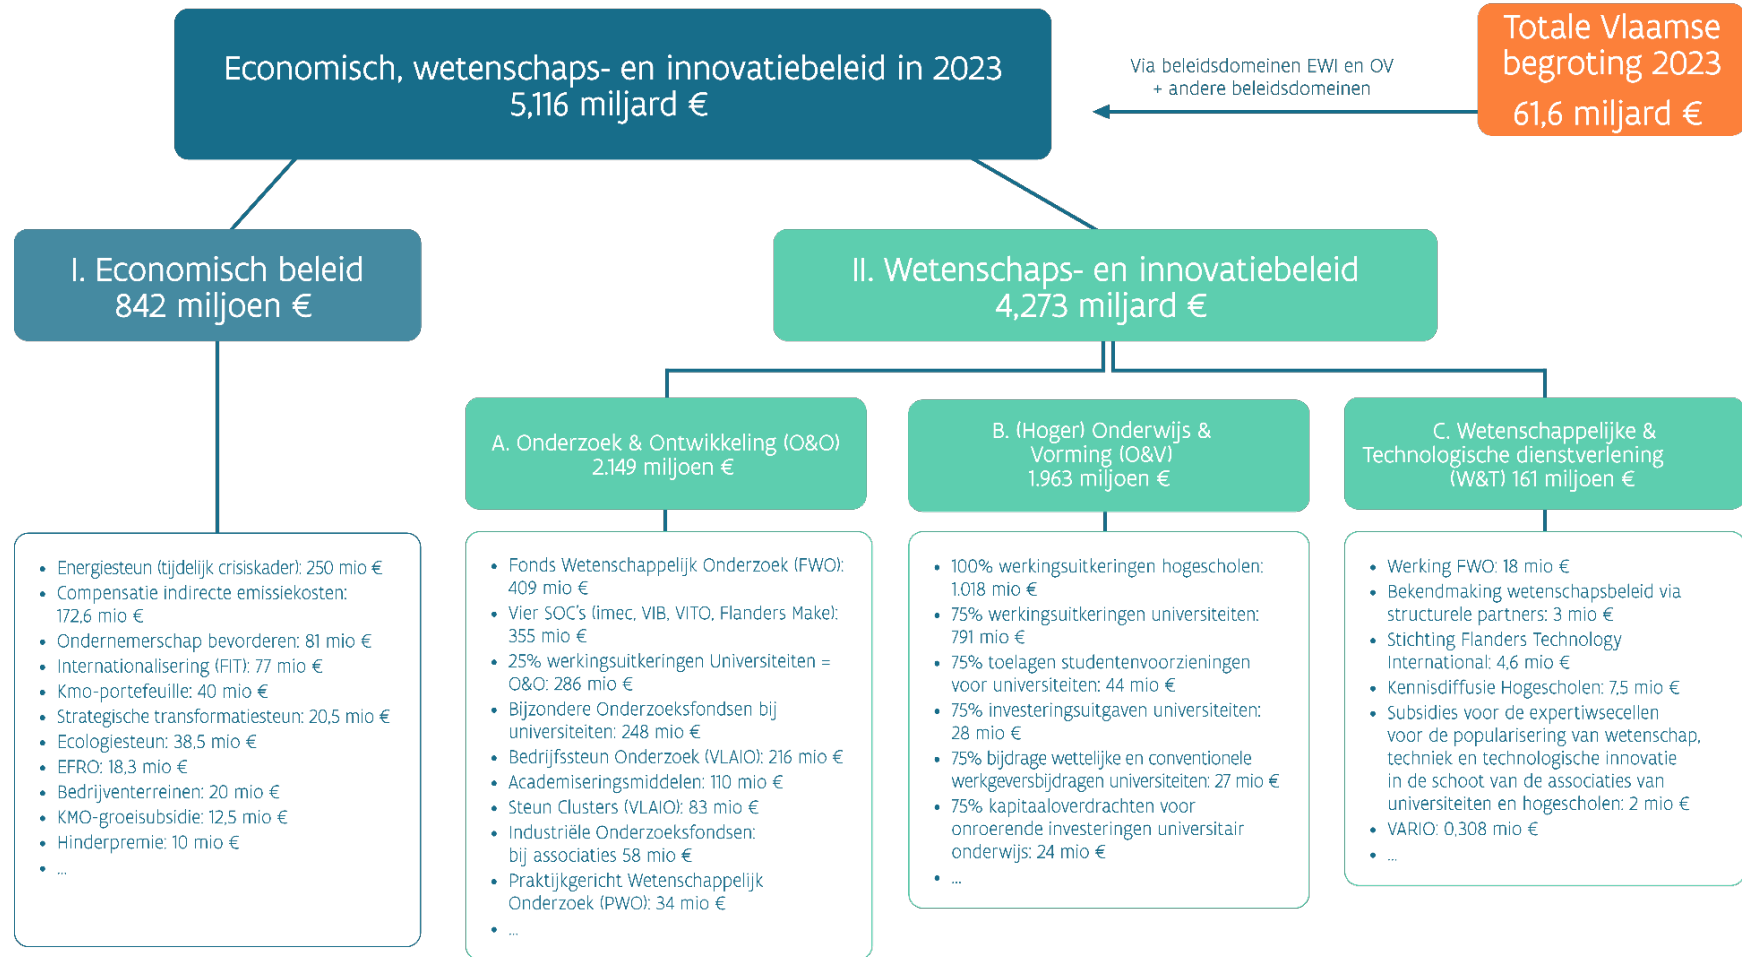 Economisch, wetenschaps- en innovatiebeleid in 2023
5,116 miljard €
Via beleidsdomeinen EWI en OV
+ andere beleidsdomeinen
Totale Vlaamse
begroting 2023
61,6 miljard €
I. Economisch beleid
842 miljoen €
II. Wetenschaps- en innovatiebeleid
4,273 miljard €
A. Onderzoek & Ontwikkeling (O&O)
2.149 miljoen €
B. (Hoger) Onderwijs &
Vorming (O&V)
1.963 miljoen €
C. Wetenschappelijke &
Technologische dienstverlening
(W&T) 161 miljoen €
• Energiesteun (tijdelijk crisiskader): 250 mio €
• Compensatie indirecte emissiekosten:
172,6 mio €
• Ondernemerschap bevorderen: 81 mio €
• Internationalisering (FIT): 77 mio €
• Kmo-portefeuille: 40 mio €
• Strategische transformatiesteun: 20,5 mio €
• Ecologiesteun: 38,5 mio €
• EFRO: 18,3 mio €
• Bedrijventerreinen: 20 mio €
• KMO-groeisubsidie: 12,5 mio €
• Hinderpremie: 10 mio €
• ...
• Fonds Wetenschappelijk Onderzoek (FWO):
409 mio €
• Vier SOC's (imec, VIB, VITO, Flanders Make):
355 mio €
• 25% werkingsuitkeringen Universiteiten =
O&O: 286 mio €
• Bijzondere Onderzoeksfondsen bij
universiteiten: 248 mio €
• Bedrijfssteun Onderzoek (VLAIO): 216 mio €
• Academiseringsmiddelen: 110 mio €
• Steun Clusters (VLAIO): 83 mio €
• Industriële Onderzoeksfondsen:
bij associaties 58 mio €
• Praktijkgericht Wetenschappelijk
Onderzoek (PWO): 34 mio €
• ...
• 100% werkingsuitkeringen hogescholen:
1.018 mio €
• 75% werkingsuitkeringen universiteiten:
791 mio €
• 75% toelagen studentenvoorzieningen
voor universiteiten: 44 mio €
• 75% investeringsuitgaven universiteiten:
28 mio €
• 75% bijdrage wettelijke en conventionele
werkgeversbijdragen universiteiten: 27 mio €
• 75% kapitaaloverdrachten voor
onroerende investeringen universitair
onderwijs: 24 mio €
• ...
• Werking FWO: 18 mio €
• Bekendmaking wetenschapsbeleid via
structurele partners: 3 mio €
• Stichting Flanders Technology
International: 4,6 mio €
• Kennisdiffusie Hogescholen: 7,5 mio €
• Subsidies voor de expertiwsecellen
voor de popularisering van wetenschap,
techniek en technologische innovatie
in de schoot van de associaties van
universiteiten en hogescholen: 2 mio €
• VARIO: 0,308 mio €
• ...